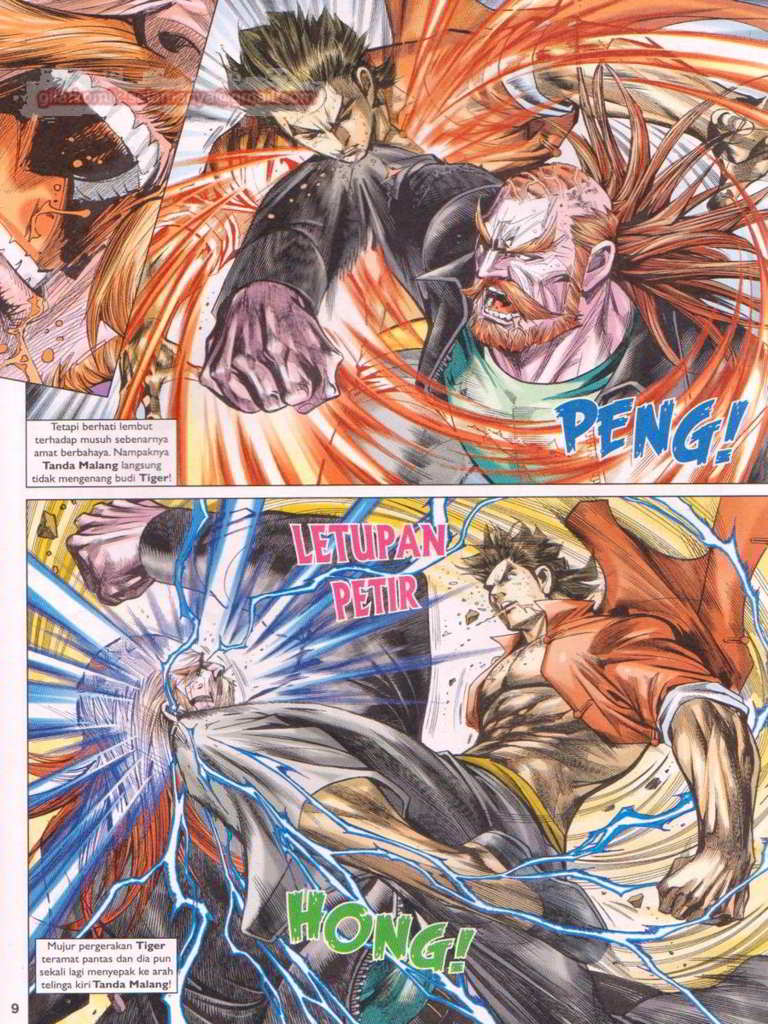 Tetapi berhati lembut
terhadap musuh sebenarnya
amat berbahaya. Nampaknya
Tanda Malang langsung
tidak mengenang budi Tiger!
PENG!
LETUPAN
PETIR
HONG!
Mujur pergerakan Tiger
teramat pantas dan dia pun
sekali lagi menyepak ke arah
telinga kiri Tanda Malang!
9